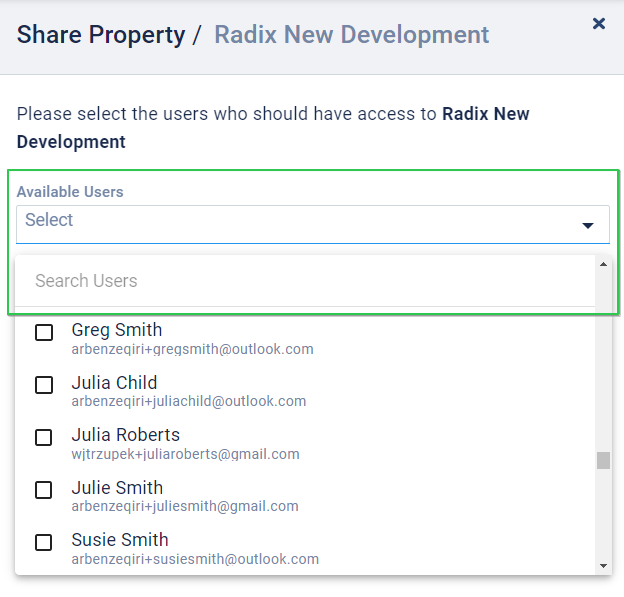 Share Property / Radix New Development
Please select the users who should have access to Radix New
Development
Available Users
Select
Search Users
Greg Smith
arbenzeqiri+gregsmith@outlook.com
Julia Child
arbenzeqiri+juliachild@outlook.com
Julia Roberts
wjtrzupek+juliaroberts@gmail.com
Julie Smith
arbenzeqiri+juliesmith@gmail.com
Susie Smith
arbenzeqiri+susiesmith@outlook.com